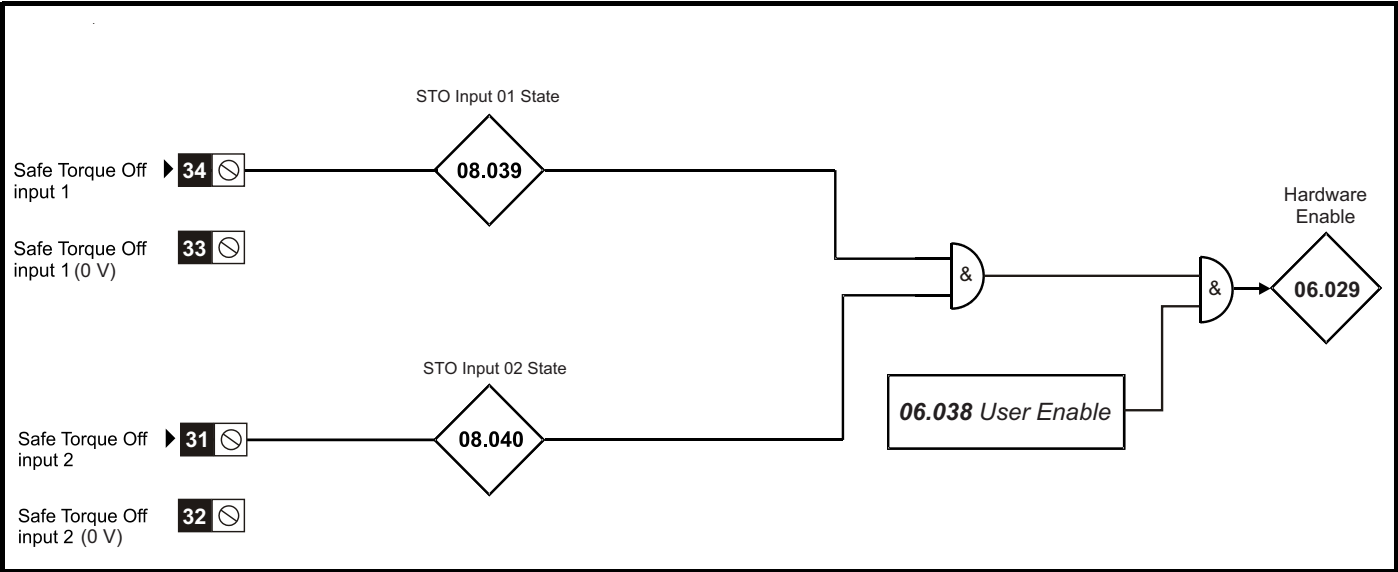 STO Input 01 State
Safe Torque Off
input 1
34
08.039
Safe Torque Off
input 1 (0 V)
33
Hardware
Enable
&
&
06.029
STO Input 02 State
06.038 User Enable
Safe Torque Off
input 2
31
08.040
Safe Torque Off
input 2 (0 V)
32